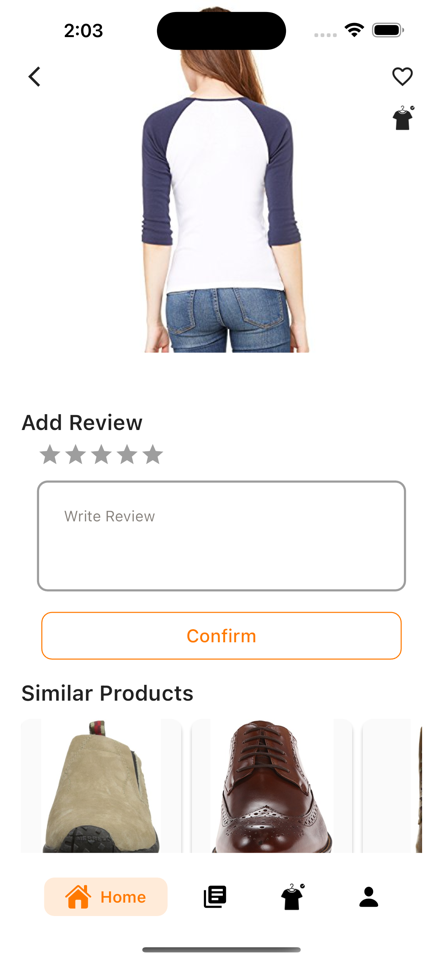 2:03
Add Review
Write Review
Confirm
Similar Products
Home